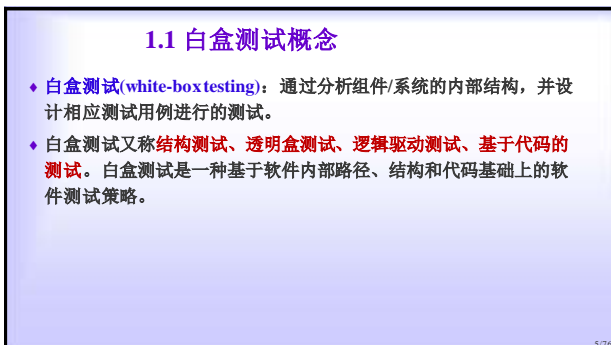 1.1 白盒测试概念
白盒测试(white-boxtesting)：通过分析组件/系统的内部结构，并设
计相应测试用例进行的测试。
白盒测试又称结构测试、透明盒测试、逻辑驱动测试、基于代码的
测试。白盒测试是一种基于软件内部路径、结构和代码基础上的软
件测试策略。
5/76